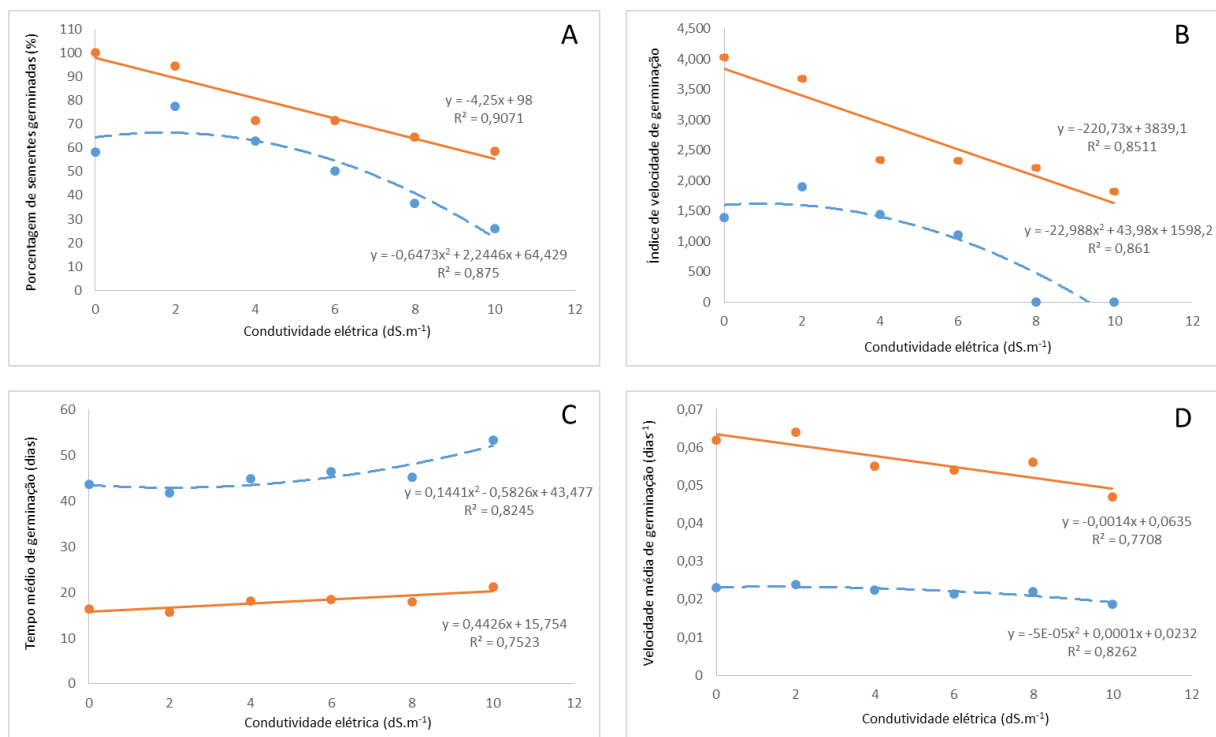 A
Porcentagem de sementes germinadas (%)
110
100
90
80
70
60
50
40
30
20
10
0
y = -4,25x + 98
R² = 0,9071
y = -0,6473x² + 2,2446x + 64,429
R² = 0,875
0 2 4 6 8 10 12
Condutividade elétrica (dS.m⁻¹)
B
Índice de velocidade de germinação
4,500
4,000
3,500
3,000
2,500
2,000
1,500
1,000
500
0
y = -220,73x + 3839,1
R² = 0,8511
y = -22,988x² + 43,98x + 1598,2
R² = 0,861
0 2 4 6 8 10 12
Condutividade elétrica (dS.m⁻¹)
C
Tempo médio de germinação (dias)
60
50
40
30
20
10
0
y = 0,1441x² - 0,5826x + 43,477
R² = 0,8245
y = 0,4426x + 15,754
R² = 0,7523
0 2 4 6 8 10 12
Condutividade elétrica (dS.m⁻¹)
D
Velocidade média de germinação (dias⁻¹)
0,07
0,06
0,05
0,04
0,03
0,02
0,01
0
y = -0,0014x + 0,0635
R² = 0,7708
y = -5E-05x² + 0,0001x + 0,0232
R² = 0,8262
0 2 4 6 8 10 12
Condutividade elétrica (dS.m⁻¹)